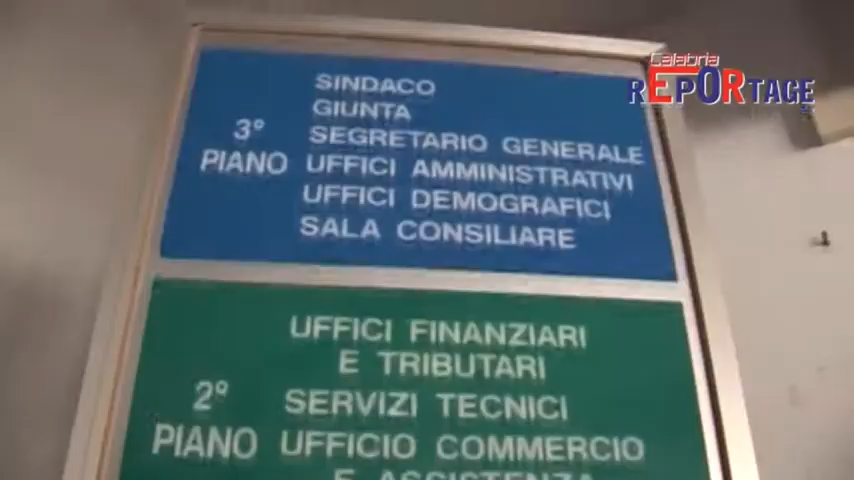 Calabria
REPORTAGE
SINDACO
GIUNTA
3° SEGRETARIO GENERALE
PIANO UFFICI AMMINISTRATIVI
UFFICI DEMOGRAFICI
SALA CONSILIARE
UFFICI FINANZIARI
E TRIBUTARI
2° SERVIZI TECNICI
PIANO UFFICIO COMMERCIO
E ASSISTENZA